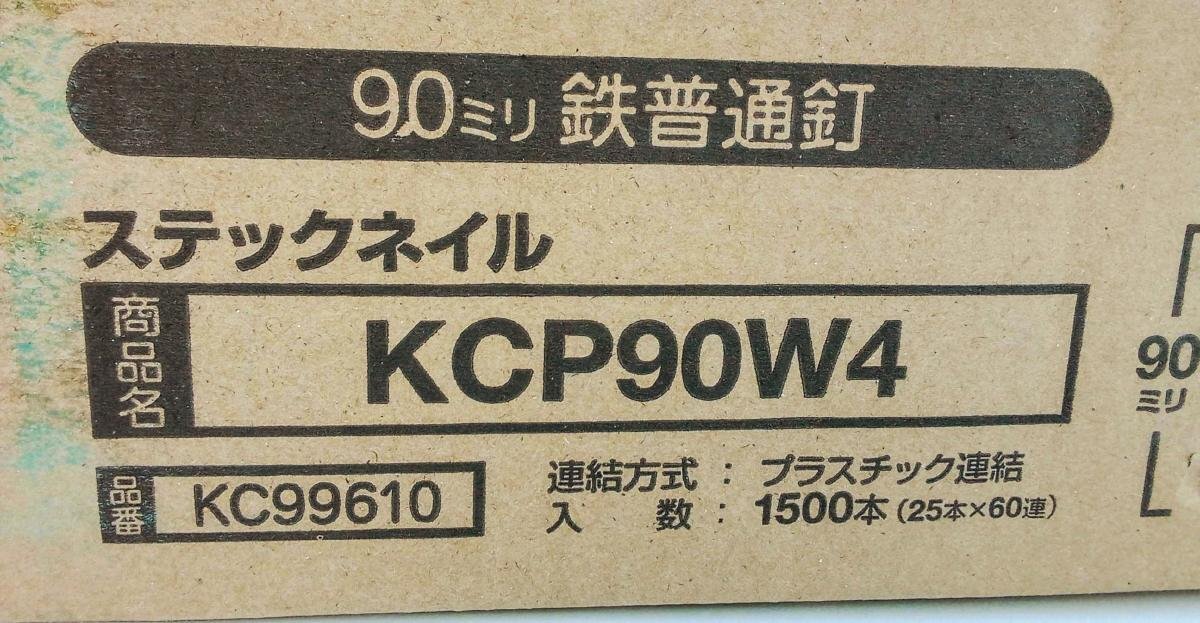 90ミリ 鉄普通釘
ステックネイル
商品名 KCP90W4
品番 KC99610
連結方式 : プラスチック連結
入数 : 1500本 (25本×60連)
90
ミリ